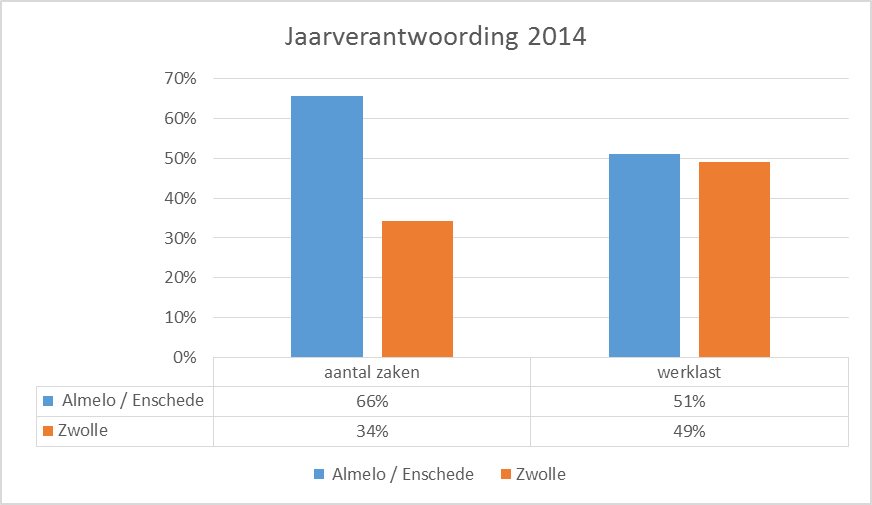 Jaarverantwoording 2014
70%
60%
50%
40%
30%
20%
10%
0%
aantal zaken werklast
Almelo / Enschede 66% 51%
Zwolle 34% 49%
Almelo / Enschede Zwolle